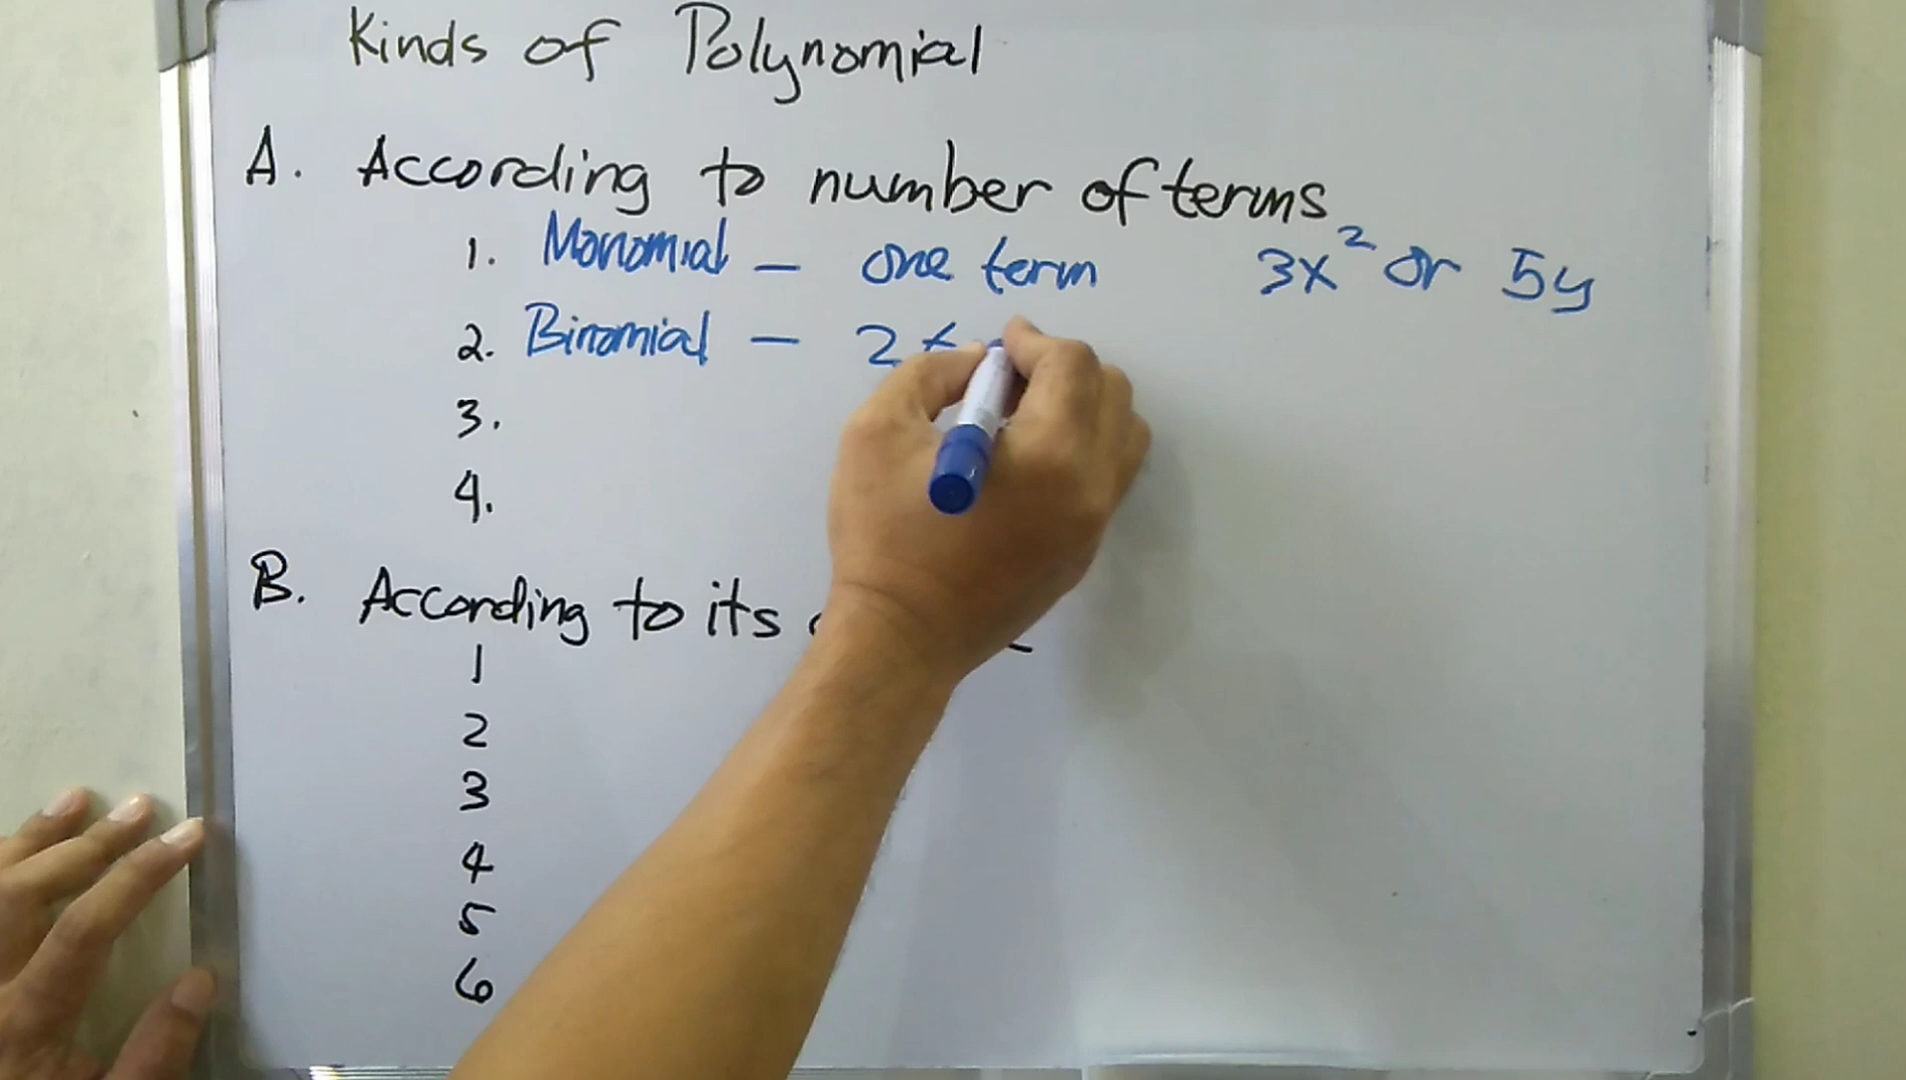 Kinds of Polynomial
A. According to number of terms
1. Monomial – one term 3x² or 5y
2. Binomial – 2
3.
4.
B. According to its
1
2
3
4
5
6